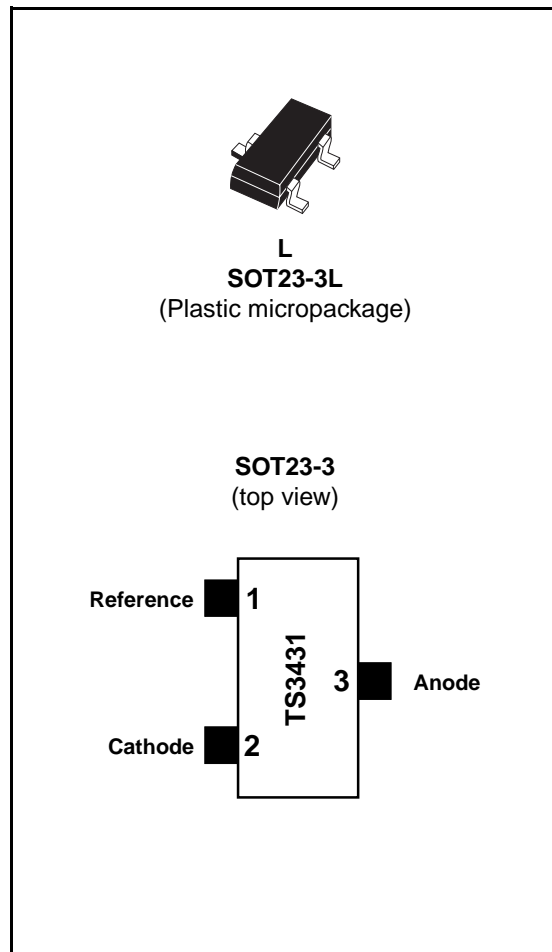 L
SOT23-3L
(Plastic micropackage)
SOT23-3
(top view)
Reference 1
TS3431
3 Anode
Cathode 2